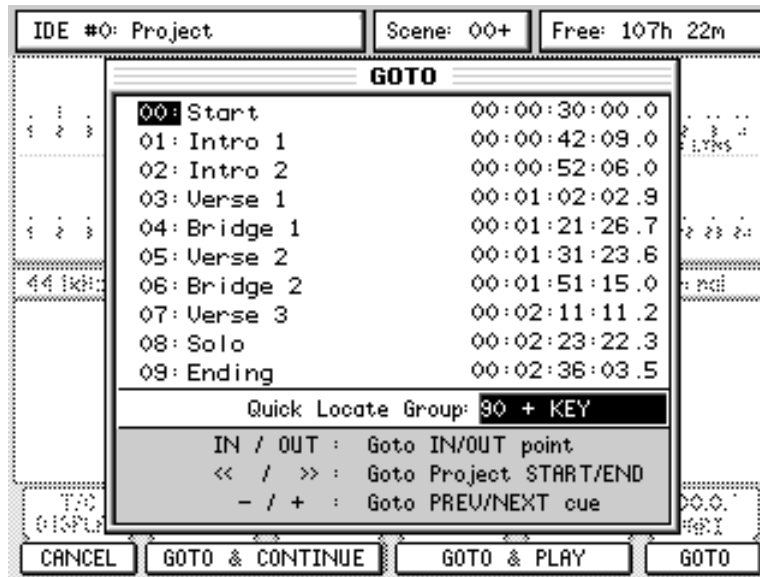 IDE #0: Project
Scene: 00+
Free: 107h 22m
GOTO
00: Start 00:00:30:00.0
01: Intro 1 00:00:42:09.0
02: Intro 2 00:00:52:06.0
03: Verse 1 00:01:02:02.9
04: Bridge 1 00:01:21:26.7
05: Verse 2 00:01:31:23.6
06: Bridge 2 00:01:51:15.0
07: Verse 3 00:02:11:11.2
08: Solo 00:02:23:22.3
09: Ending 00:02:36:03.5
Quick Locate Group: 90 + KEY
IN / OUT : Goto IN/OUT point
<< / >> : Goto Project START/END
- / + : Goto PREV/NEXT cue
T/C
CANCEL
GOTO & CONTINUE
GOTO & PLAY
GOTO